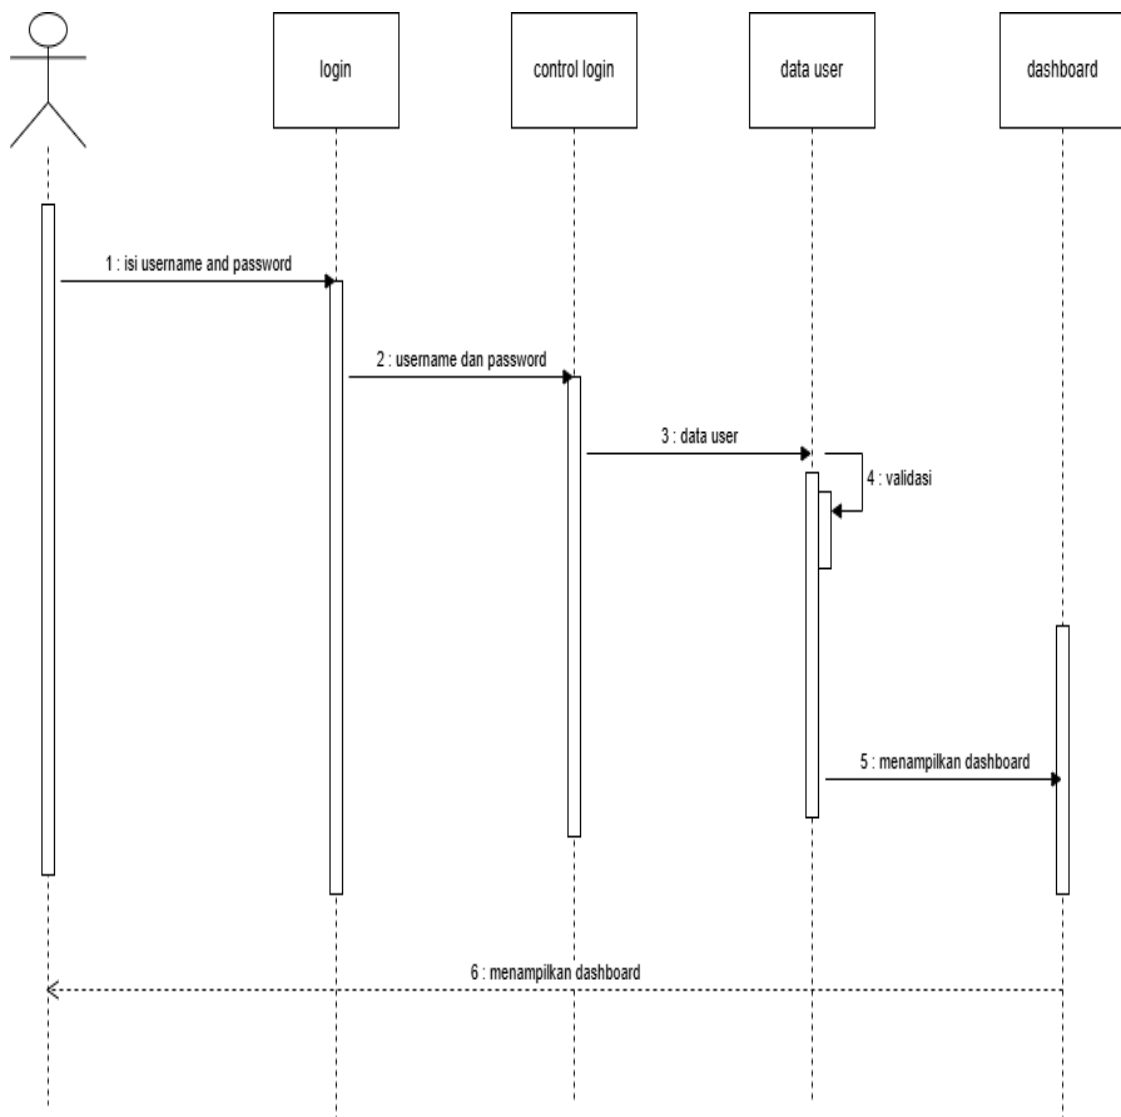 login
control login
data user
dashboard
1 : isi username and password
2 : username dan password
3 : data user
4 : validasi
5 : menampilkan dashboard
6 : menampilkan dashboard